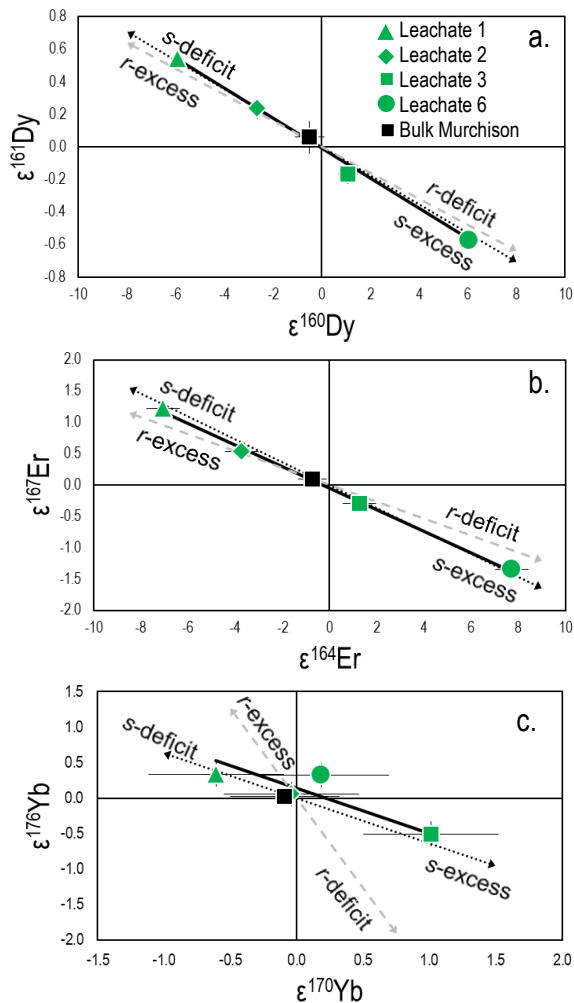 0.8
0.6
0.4
0.2
0.0
-0.2
-0.4
-0.6
-0.8
ε161Dy
s-deficit
r-excess
r-deficit
s-excess
Leachate 1
Leachate 2
Leachate 3
Leachate 6
Bulk Murchison
a.
-10 -8 -6 -4 -2 0 2 4 6 8 10
ε160Dy
2.0
1.5
1.0
0.5
0.0
-0.5
-1.0
-1.5
-2.0
ε167Er
s-deficit
r-excess
r-deficit
s-excess
b.
-10 -8 -6 -4 -2 0 2 4 6 8 10
ε164Er
1.5
1.0
0.5
0.0
-0.5
-1.0
-1.5
-2.0
ε176Yb
s-deficit
r-excess
r-deficit
s-excess
c.
-1.5 -1.0 -0.5 0.0 0.5 1.0 1.5 2.0
ε170Yb